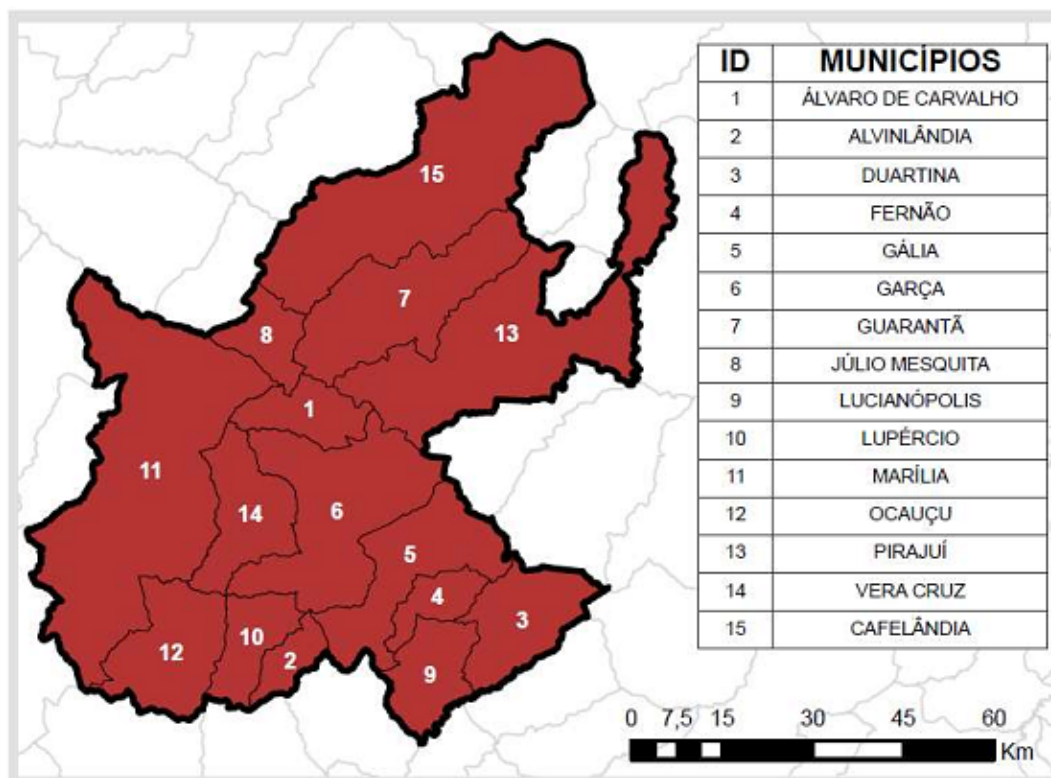 ID MUNICÍPIOS
1 ÁLVARO DE CARVALHO
2 ALVINLÂNDIA
3 DUARTINA
4 FERNÃO
5 GÁLIA
6 GARÇA
7 GUARANTÃ
8 JÚLIO MESQUITA
9 LUCIANÓPOLIS
10 LUPÉRCIO
11 MARÍLIA
12 OCAUÇU
13 PIRAJUÍ
14 VERA CRUZ
15 CAFELÂNDIA
15
7
8
13
1
11
14
6
5
4
3
10
12
2
9
0 7,5 15 30 45 60
Km